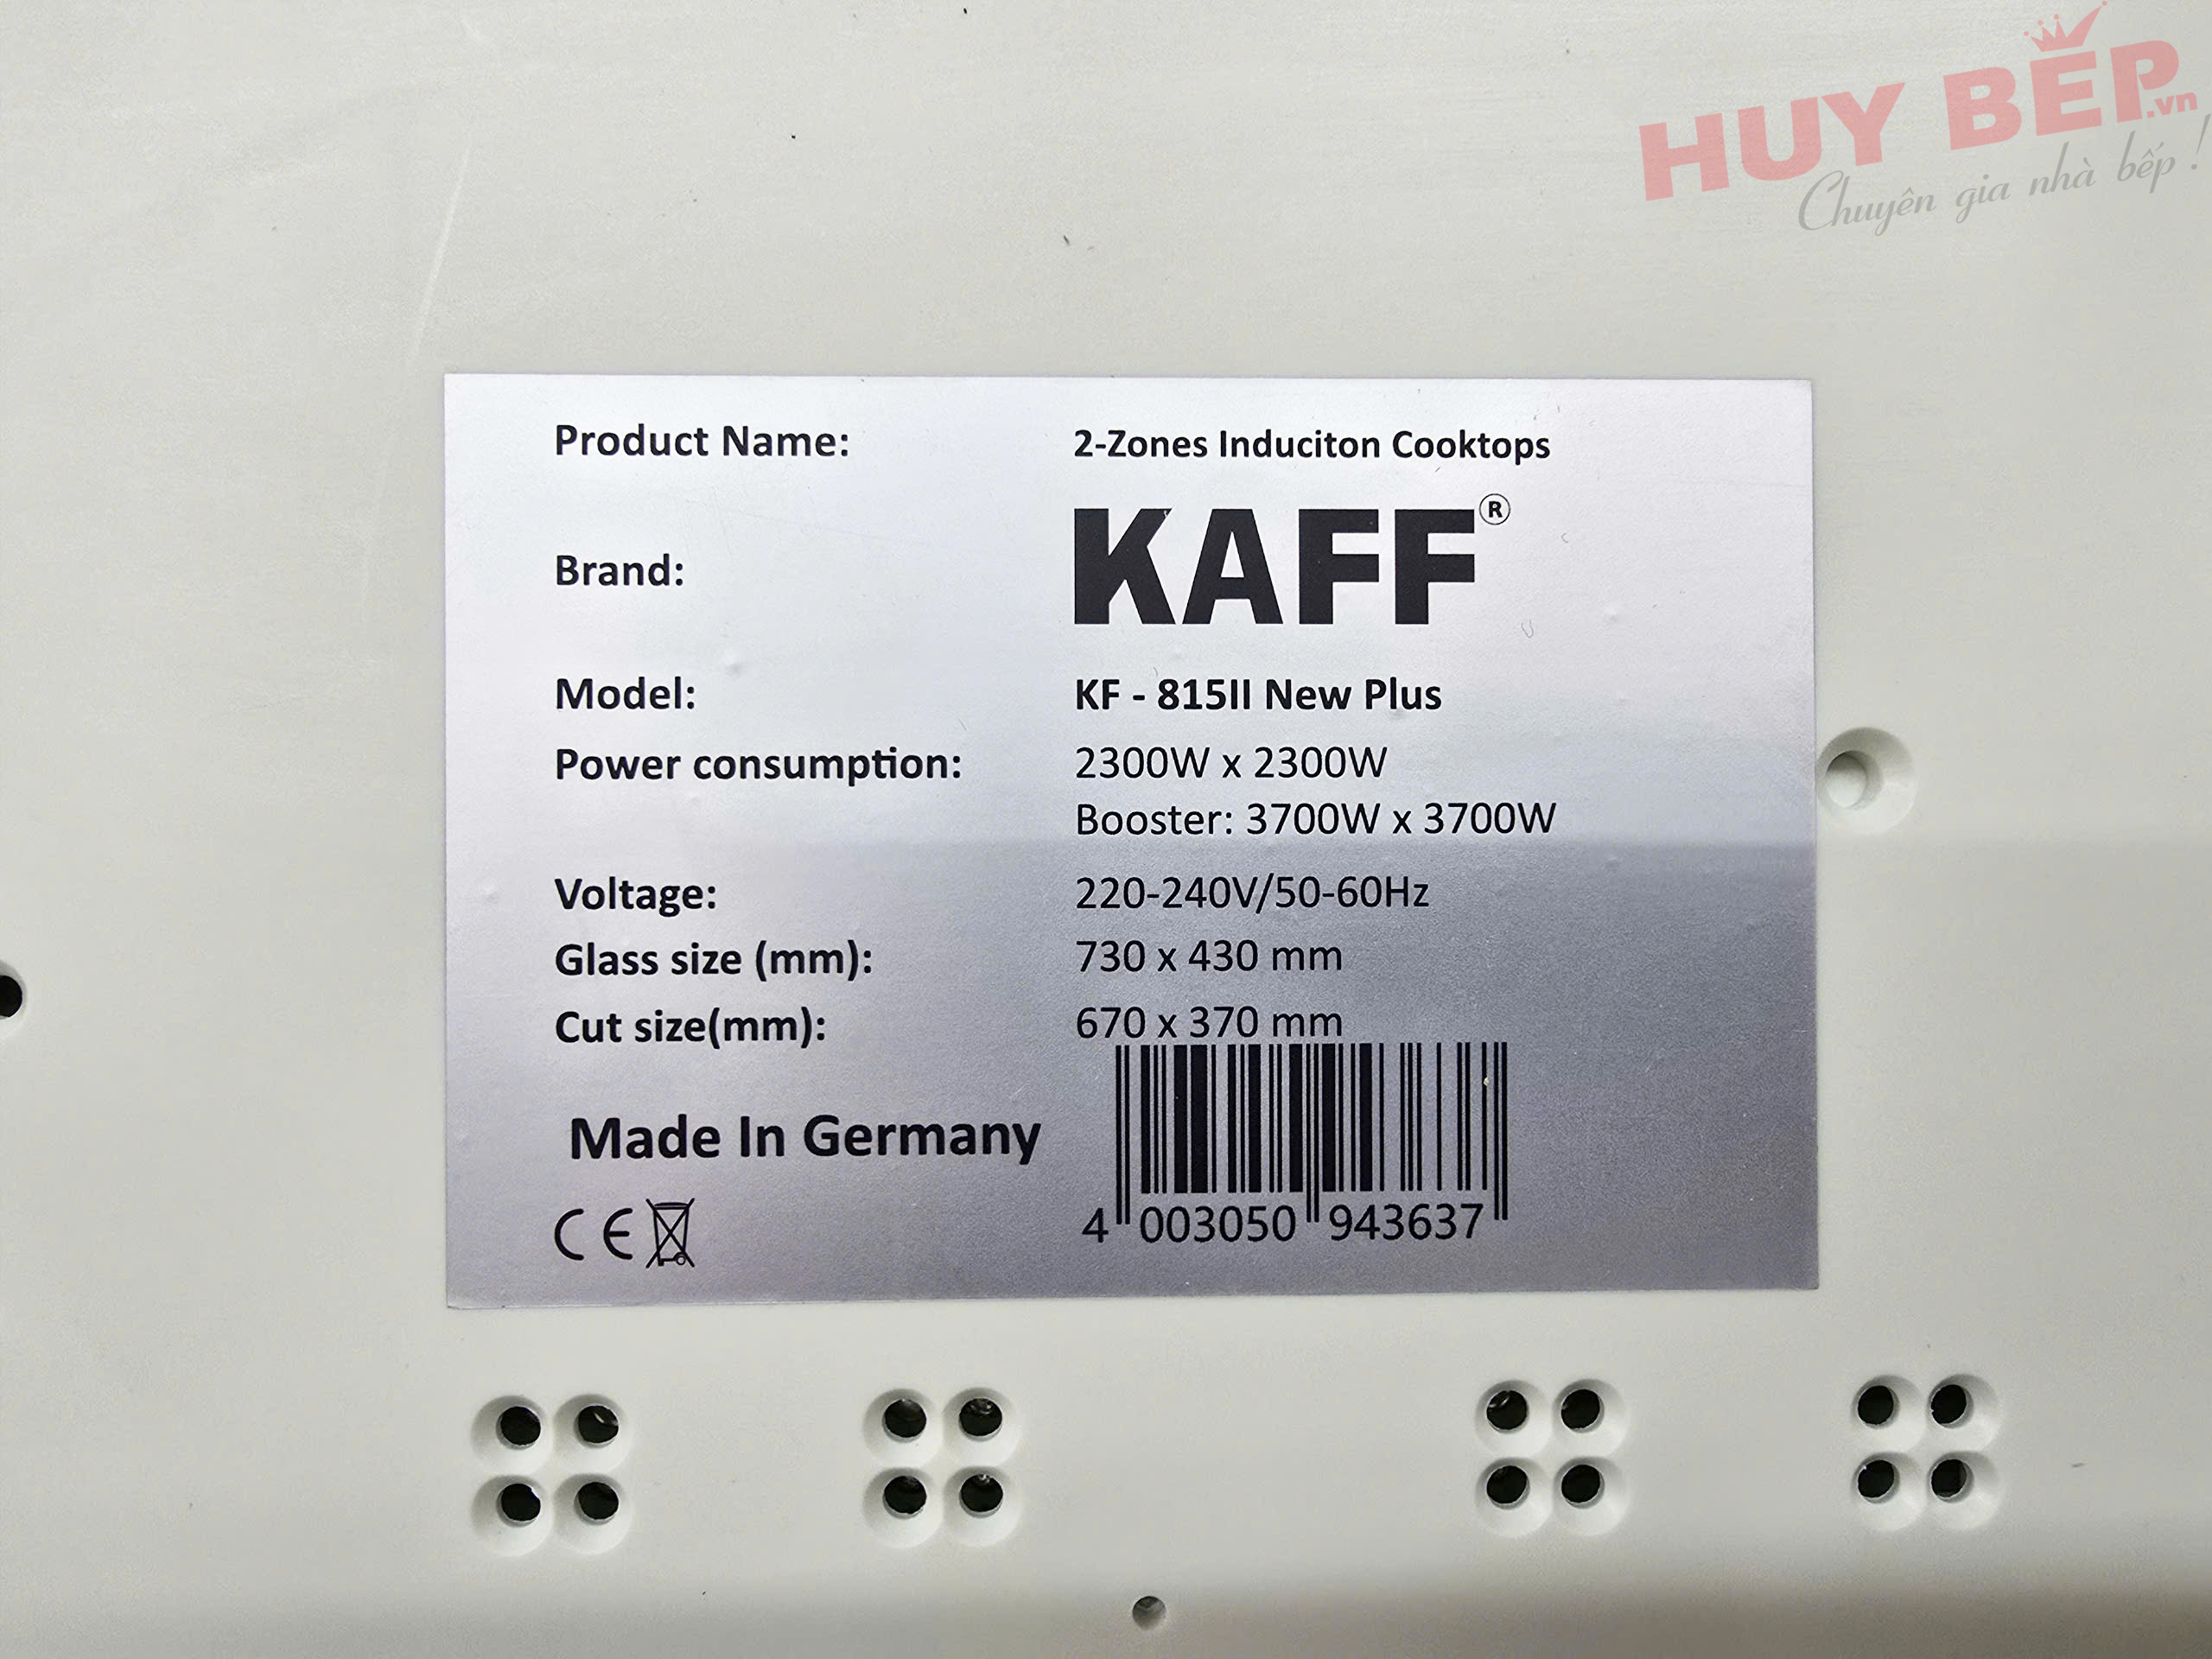 HUY BẾP.vn
Chuyên gia nhà bếp !
Product Name: 2-Zones Induciton Cooktops
Brand: KAFF®
Model: KF - 815II New Plus
Power consumption: 2300W x 2300W
Booster: 3700W x 3700W
Voltage: 220-240V/50-60Hz
Glass size (mm): 730 x 430 mm
Cut size(mm): 670 x 370 mm
Made In Germany
CE
4 003050 943637